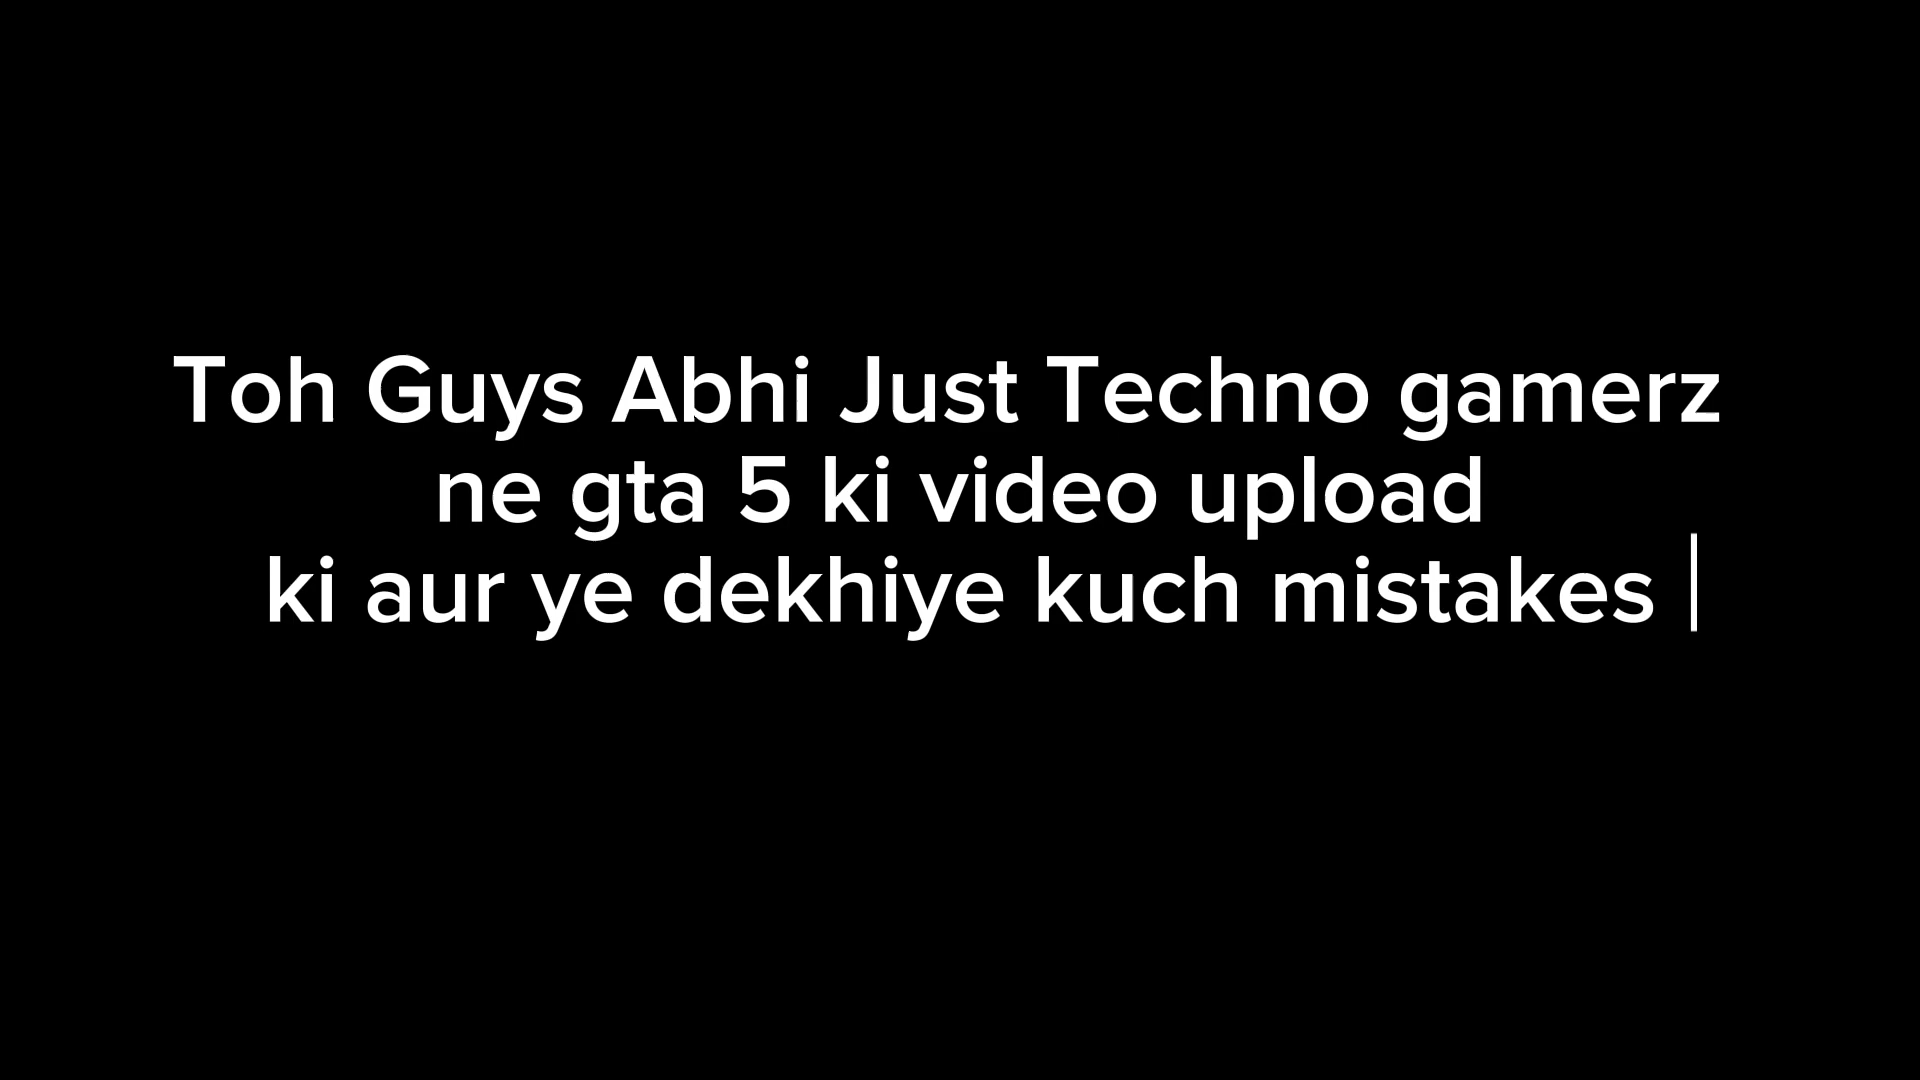 Toh Guys Abhi Just Techno gamerz
ne gta 5 ki video upload
ki aur ye dekhiye kuch mistakes |